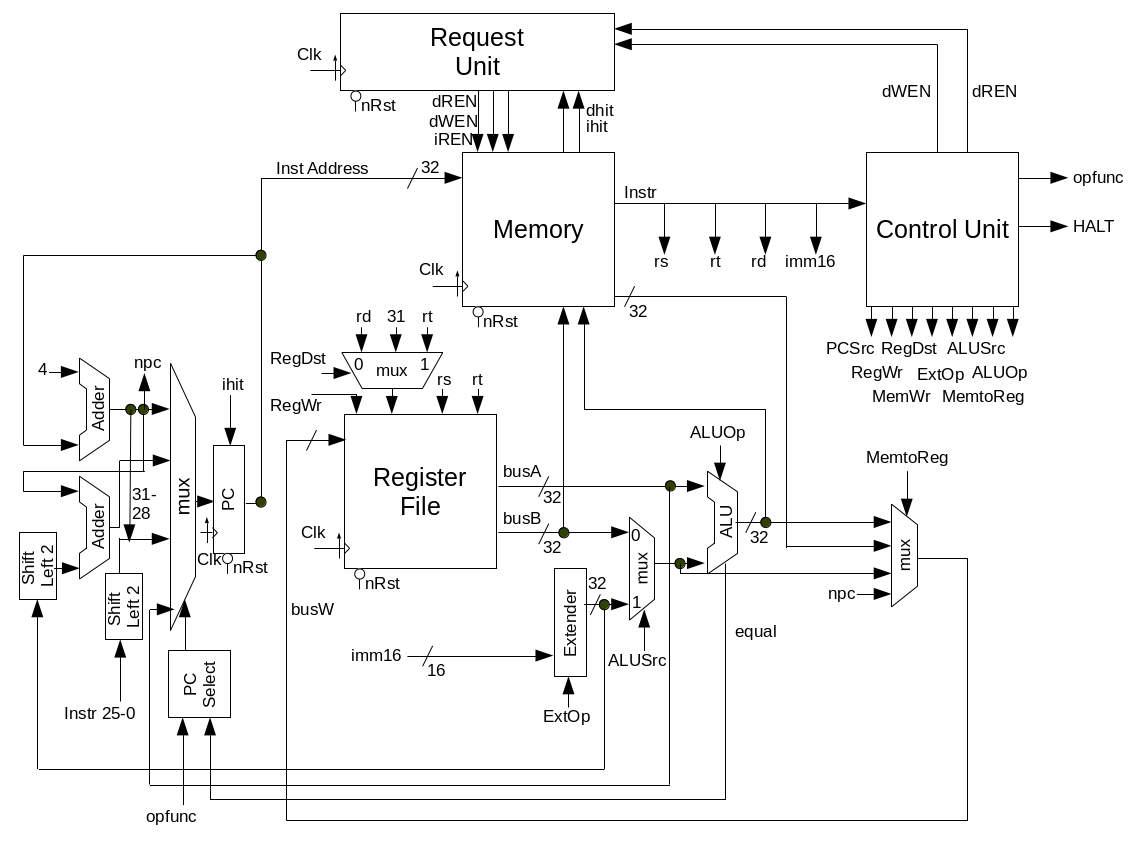 Request
Unit
Clk
nRst
dREN
dWEN
iREN
dhit
ihit
dWEN
dREN
Inst Address
32
Instr
opfunc
Memory
Control Unit
HALT
rs
rt
rd
imm16
Clk
nRst
32
rd
31
rt
RegDst
0
mux
1
RegWr
rs
rt
PCSrc
RegDst
ALUSrc
RegWr
ExtOp
ALUOp
MemWr
MemtoReg
4
Adder
npc
ihit
ALUOp
MemtoReg
Register
File
busA
32
busB
32
mux
PC
31-
28
Adder
Clk
nRst
Clk
nRst
ALU
32
mux
npc
0
mux
1
Shift
Left 2
Shift
Left 2
32
Extender
busW
imm16
16
ALUSrc
equal
PC
Select
ExtOp
Instr 25-0
opfunc